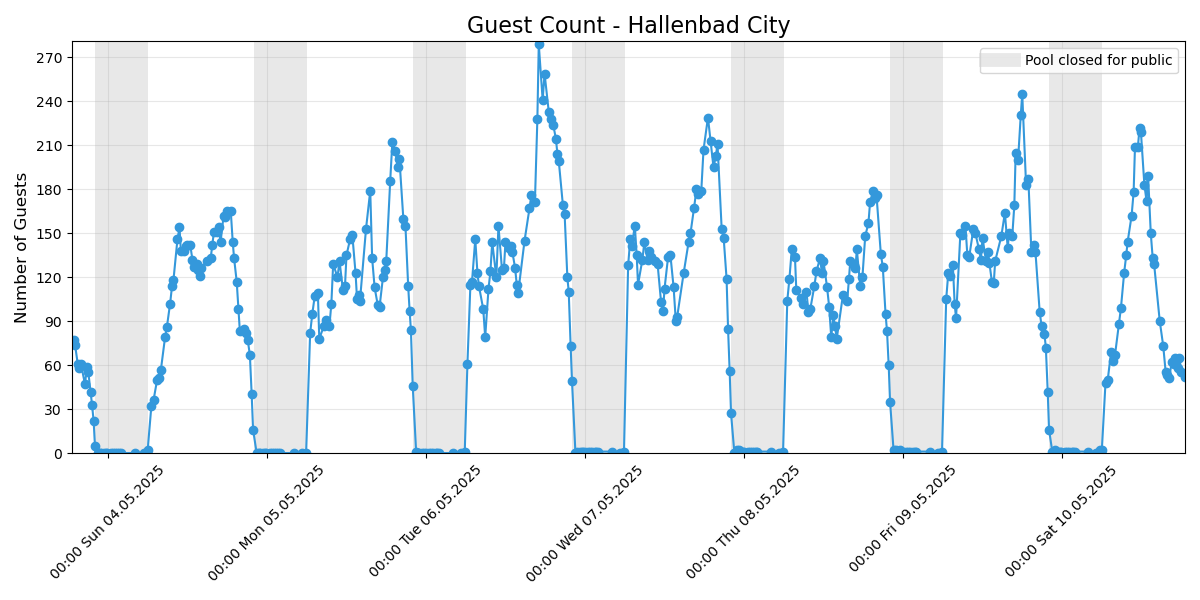 Guest Count - Hallenbad City
Pool closed for public
Number of Guests
270
240
210
180
150
120
90
60
30
0
00:00 Sun 04.05.2025
00:00 Mon 05.05.2025
00:00 Tue 06.05.2025
00:00 Wed 07.05.2025
00:00 Thu 08.05.2025
00:00 Fri 09.05.2025
00:00 Sat 10.05.2025